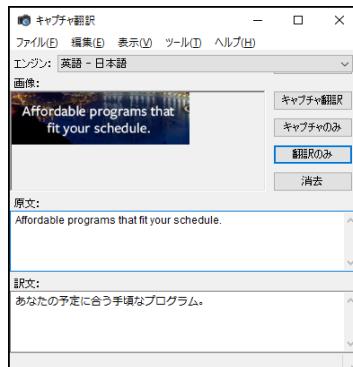 キャプチャ翻訳
ファイル(F) 編集(E) 表示(V) ツール(T) ヘルプ(H)
エンジン: 英語 - 日本語
画像:
Affordable programs that
fit your schedule.
キャプチャ翻訳
キャプチャのみ
翻訳のみ
消去
原文:
Affordable programs that fit your schedule.
訳文:
あなたの予定に合う手頃なプログラム。